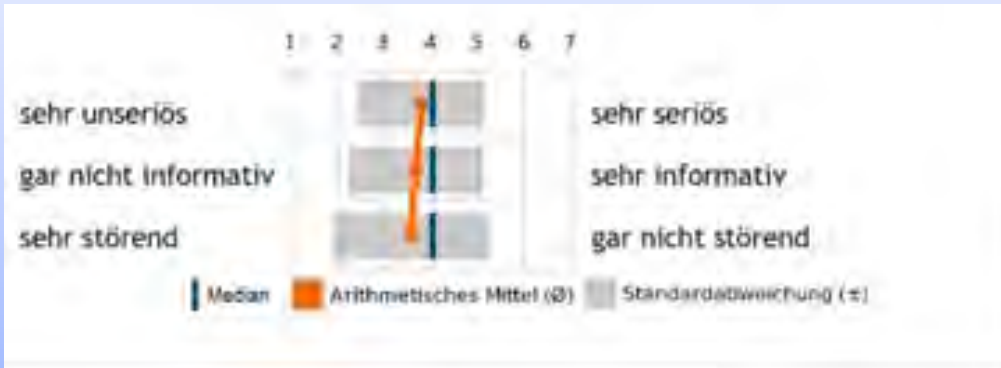 1 2 3 4 5 6 7
sehr unseriös sehr seriös
gar nicht informativ sehr informativ
sehr störend gar nicht störend
Median Arithmetisches Mittel (Ø) Standardabweichung (±)